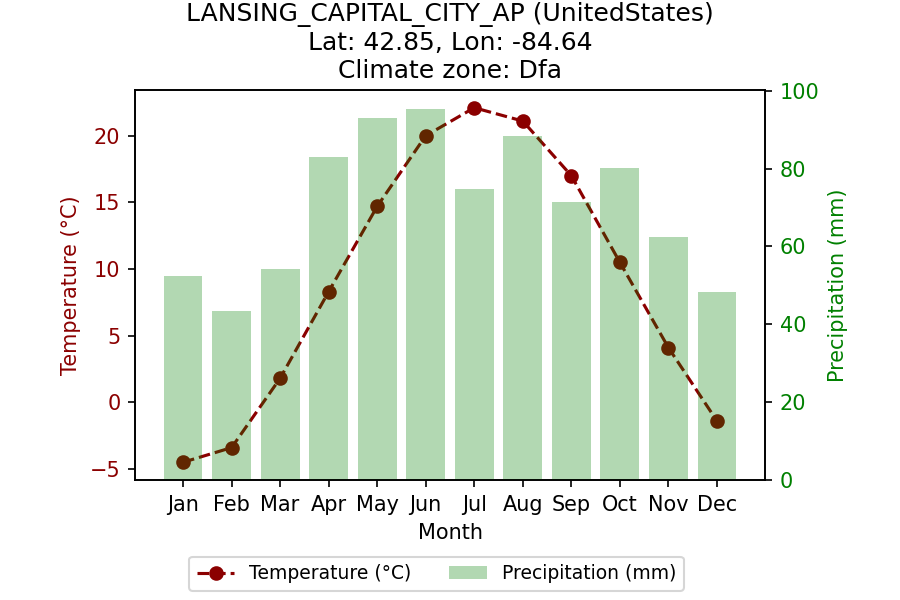 LANSING_CAPITAL_CITY_AP (UnitedStates)
Lat: 42.85, Lon: -84.64
Climate zone: Dfa
Temperature (°C)
20
15
10
5
0
−5
100
80
60
40
20
0
Precipitation (mm)
Jan Feb Mar Apr May Jun Jul Aug Sep Oct Nov Dec
Month
Temperature (°C) Precipitation (mm)